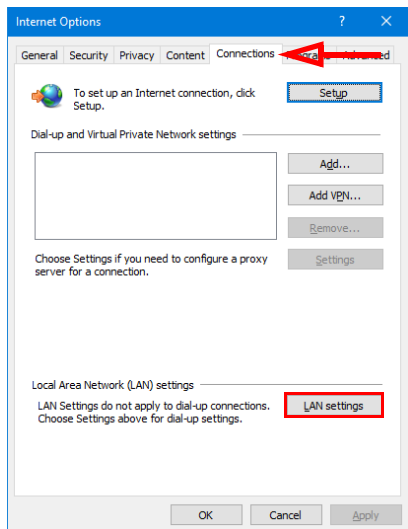 Internet Options ? ×
General Security Privacy Content Connections
To set up an Internet connection, click Setup
Setup.
Dial-up and Virtual Private Network settings
Add...
Add VPN...
Remove...
Choose Settings if you need to configure a proxy Settings
server for a connection.
Local Area Network (LAN) settings
LAN Settings do not apply to dial-up connections. LAN settings
Choose Settings above for dial-up settings.
OK Cancel Apply